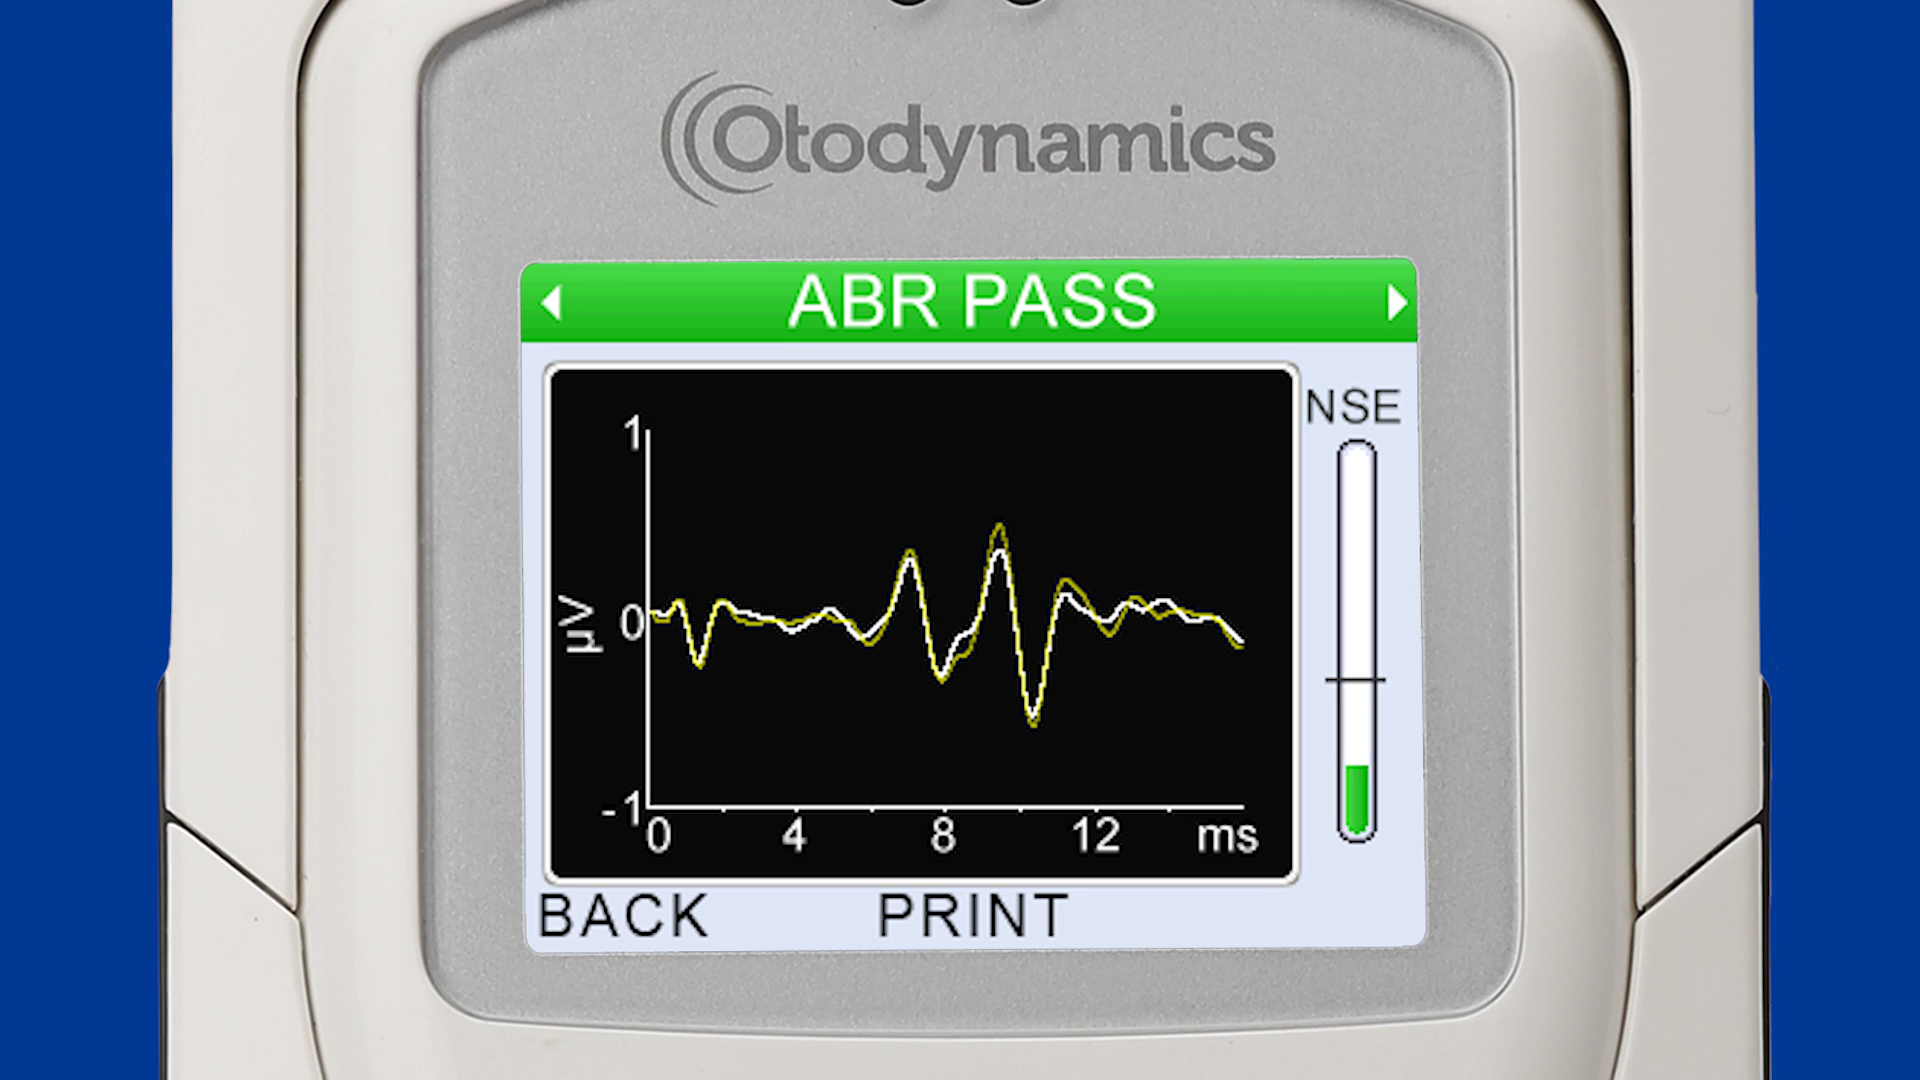 Otodynamics
ABR PASS
NSE
1
µV
0
-1
0 4 8 12 ms
BACK PRINT